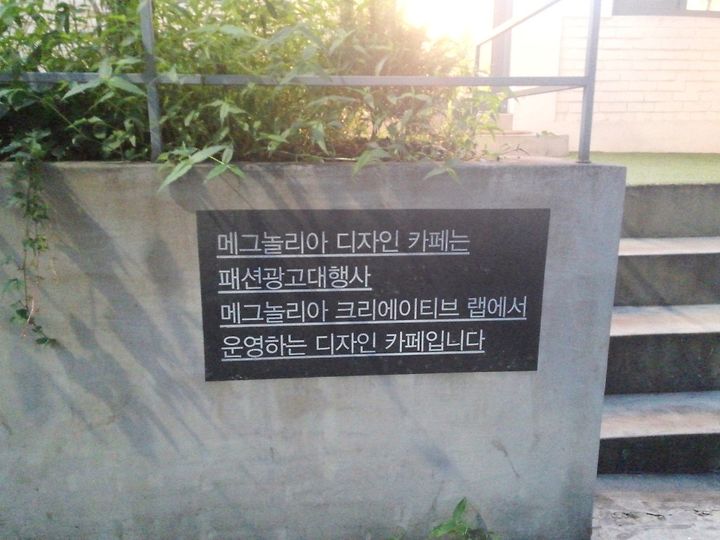 메그놀리아 디자인 카페는
패션광고대행사
메그놀리아 크리에이티브 랩에서
운영하는 디자인 카페입니다